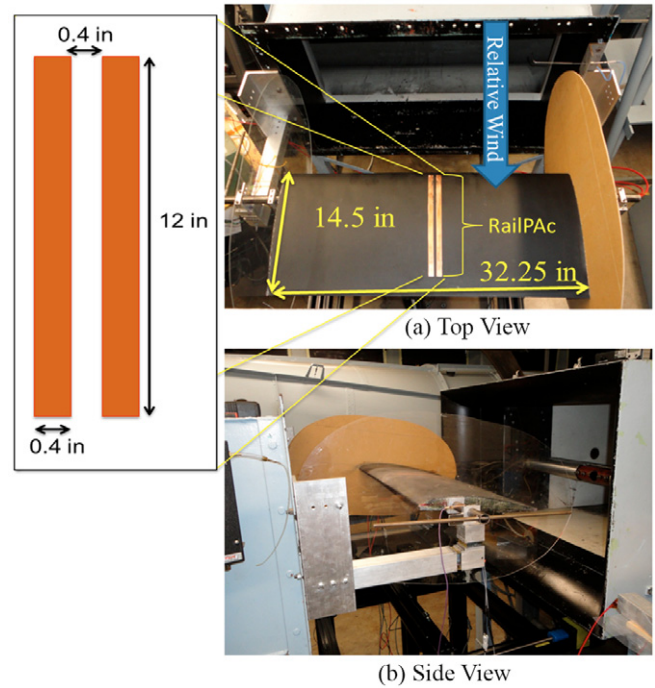 0.4 in
12 in
0.4 in
Relative Wind
14.5 in
RailPAc
32.25 in
(a) Top View
(b) Side View